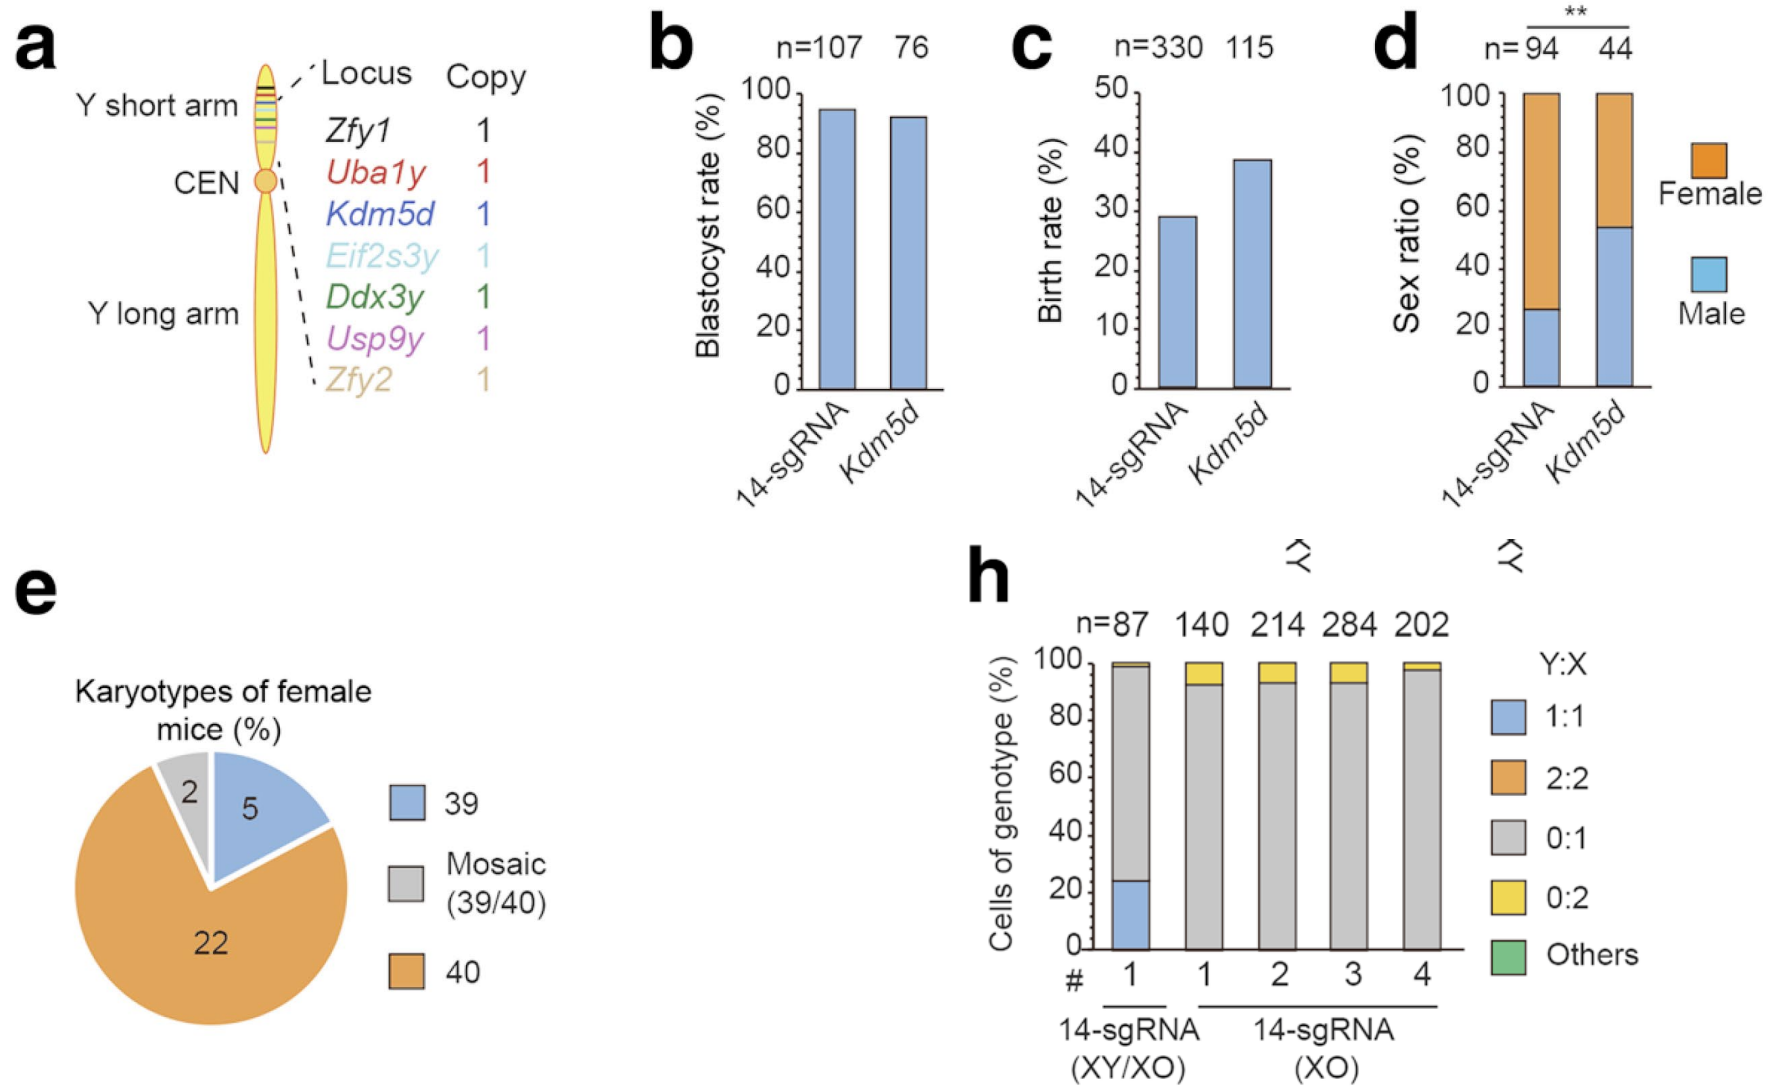 a
Locus Copy
Y short arm
CEN
Y long arm
Zfy1 1
Uba1y 1
Kdm5d 1
Eif2s3y 1
Ddx3y 1
Usp9y 1
Zfy2 1
b
n=107 76
Blastocyst rate (%)
100
80
60
40
20
0
14-sgRNA
Kdm5d
c
n=330 115
Birth rate (%)
50
40
30
20
10
0
14-sgRNA
Kdm5d
d
**
n=94 44
Sex ratio (%)
100
80
60
40
20
0
14-sgRNA
Kdm5d
Female
Male
e
Karyotypes of female
mice (%)
2
5
22
39
Mosaic
(39/40)
40
h
n=87 140 214 284 202
Cells of genotype (%)
100
80
60
40
20
0
# 1 1 2 3 4
14-sgRNA
(XY/XO)
14-sgRNA
(XO)
Y:X
1:1
2:2
0:1
0:2
Others